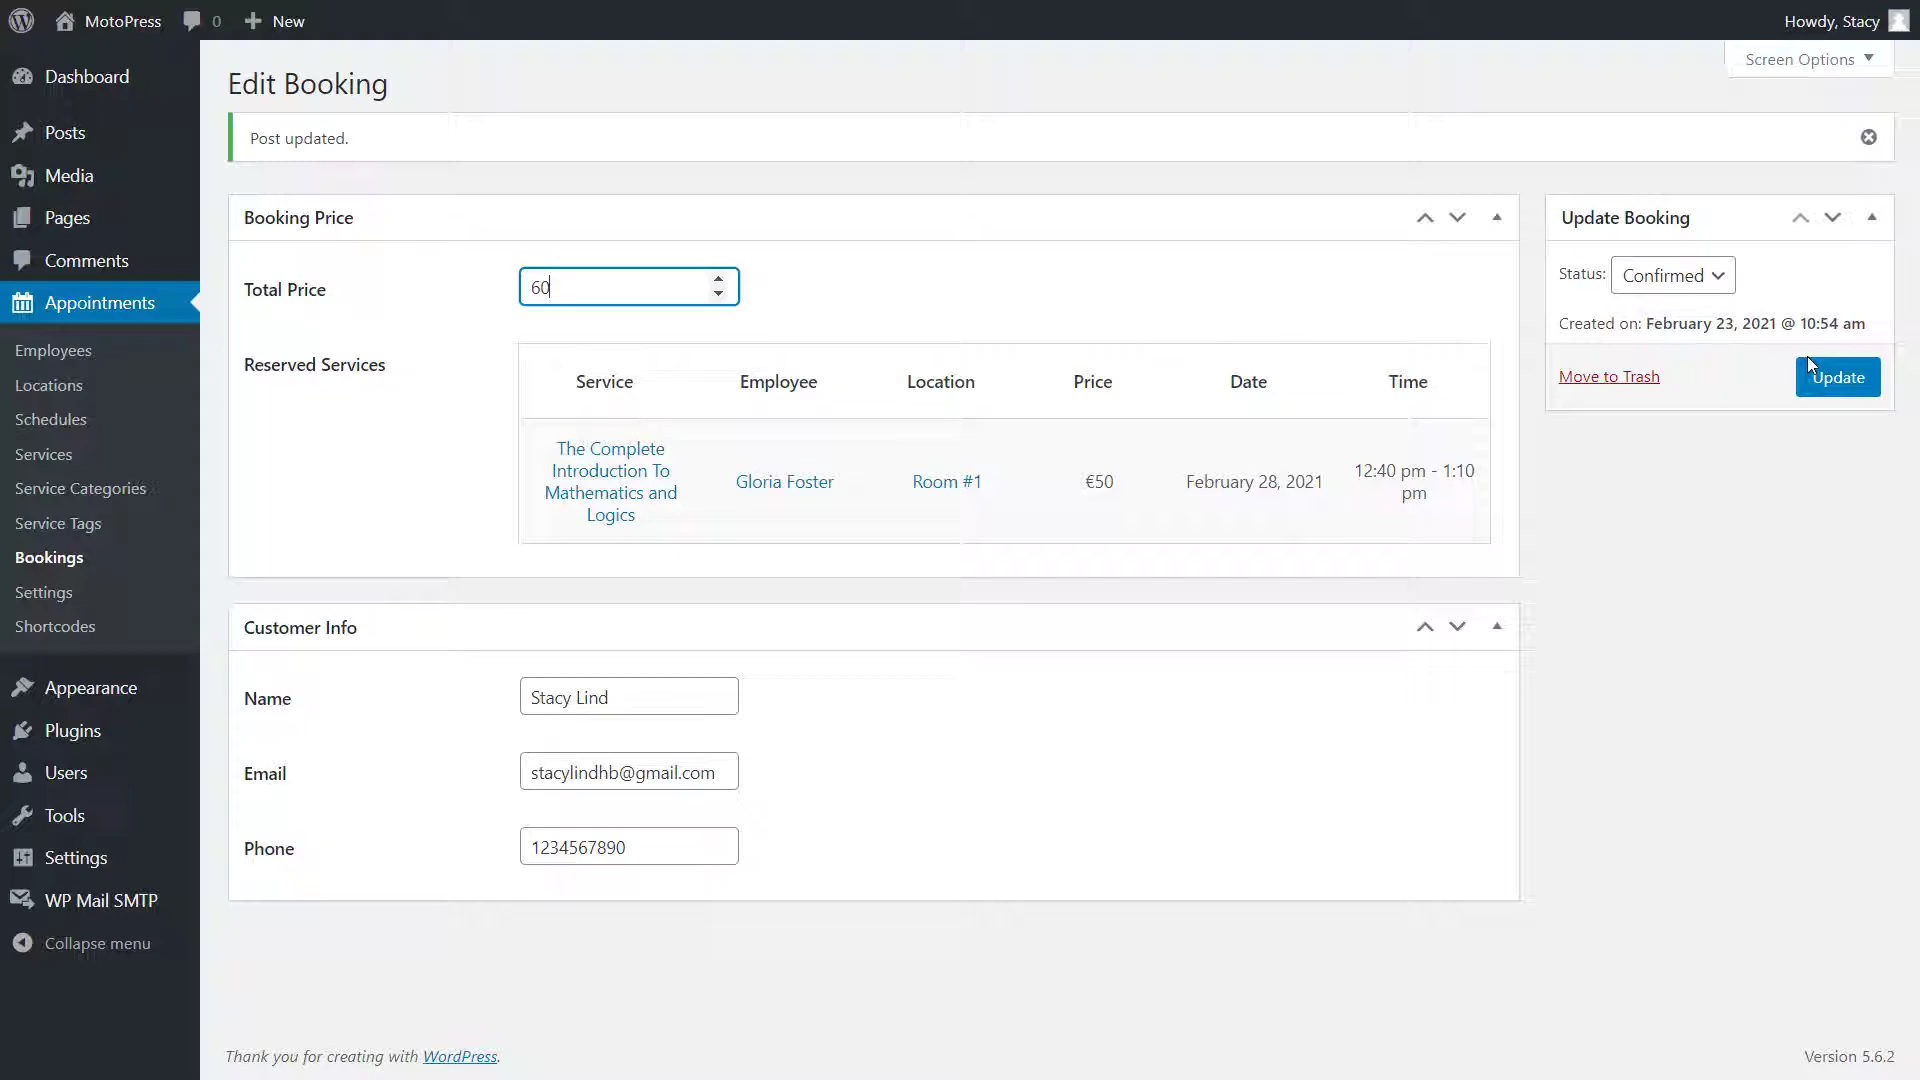 MotoPress 0 New Howdy, Stacy
Screen Options
Dashboard
Posts
Media
Pages
Comments
Appointments
Employees
Locations
Schedules
Services
Service Categories
Service Tags
Bookings
Settings
Shortcodes
Appearance
Plugins
Users
Tools
Settings
WP Mail SMTP
Collapse menu
Edit Booking
Post updated.
Booking Price
Total Price 60
Reserved Services
Service Employee Location Price Date Time
The Complete
Introduction To
Mathematics and
Logics
Gloria Foster
Room #1
€50
February 28, 2021
12:40 pm - 1:10
pm
Customer Info
Name Stacy Lind
Email stacylindhb@gmail.com
Phone 1234567890
Update Booking
Status: Confirmed
Created on: February 23, 2021 @ 10:54 am
Move to Trash Update
Thank you for creating with WordPress. Version 5.6.2